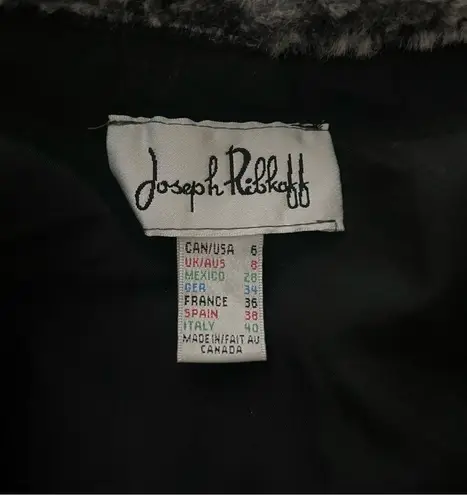 Joseph Ribkoff
CAN/USA 6
UK/AUS 8
MEXICO 28
GER 34
FRANCE 36
SPAIN 38
ITALY 40
MADE IN/FAIT AU
CANADA